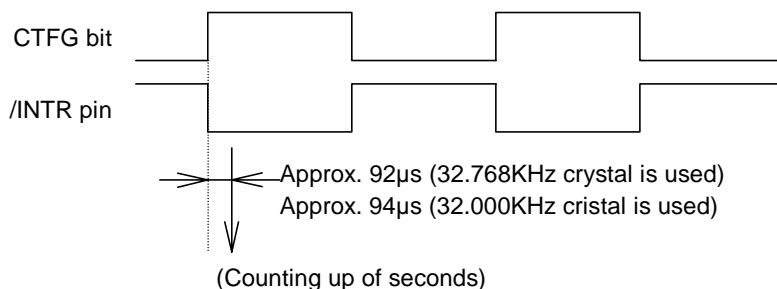 CTFG bit
/INTR pin
Approx. 92μs (32.768KHz crystal is used)
Approx. 94μs (32.000KHz cristal is used)
(Counting up of seconds)